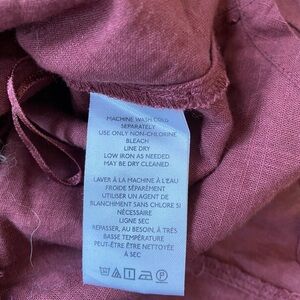 MACHINE WASH COLD
SEPARATELY
USE ONLY NON-CHLORINE
BLEACH
LINE DRY
LOW IRON AS NEEDED
MAY BE DRY CLEANED
LAVER À LA MACHINE À L'EAU
FROIDE SÉPARÉMENT
UTILISER UN AGENT DE
BLANCHIMENT SANS CHLORE SI
NÉCESSAIRE
LIGNE SEC
REPASSER, AU BESOIN, À TRÈS
BASSE TEMPÉRATURE
PEUT-ÊTRE ÊTRE NETTOYÉE
À SEC